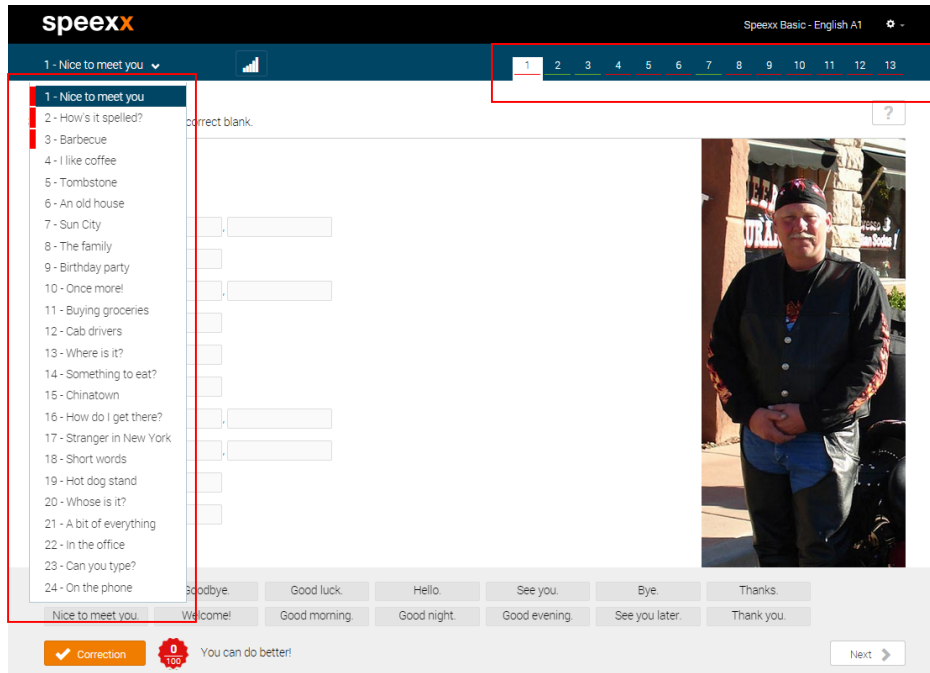 speexx
Speexx Basic - English A1
1 - Nice to meet you
1 2 3 4 5 6 7 8 9 10 11 12 13
1 - Nice to meet you
2 - How's it spelled?
3 - Barbecue
4 - I like coffee
5 - Tombstone
6 - An old house
7 - Sun City
8 - The family
9 - Birthday party
10 - Once more!
11 - Buying groceries
12 - Cab drivers
13 - Where is it?
14 - Something to eat?
15 - Chinatown
16 - How do I get there?
17 - Stranger in New York
18 - Short words
19 - Hot dog stand
20 - Whose is it?
21 - A bit of everything
22 - In the office
23 - Can you type?
24 - On the phone
correct blank.
?
,
,
,
,
Goodbye. Good luck. Hello. See you. Bye. Thanks.
Nice to meet you. Welcome! Good morning. Good night. Good evening. See you later. Thank you.
Correction
0
100
You can do better!
Next